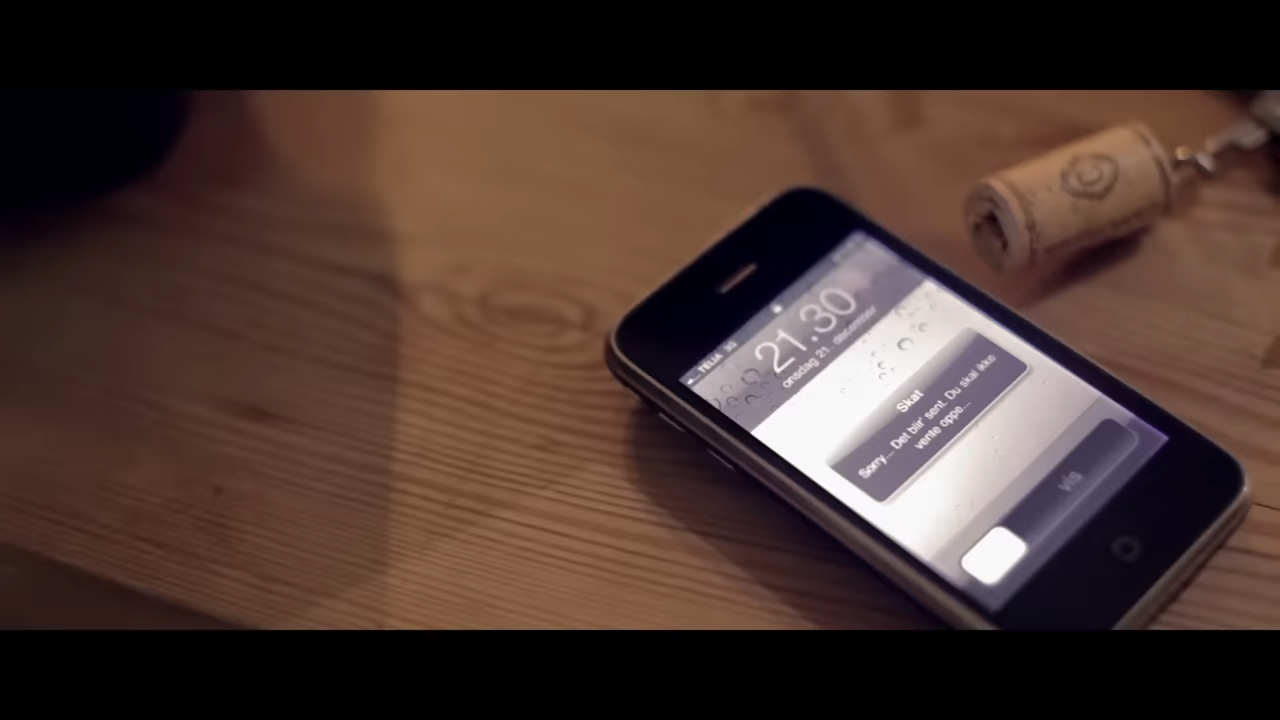 TELIA 3G
21.30
onsdag 21. december
Skat
Sorry... Det blir' sent. Du skal ikke
vente oppe...
vis